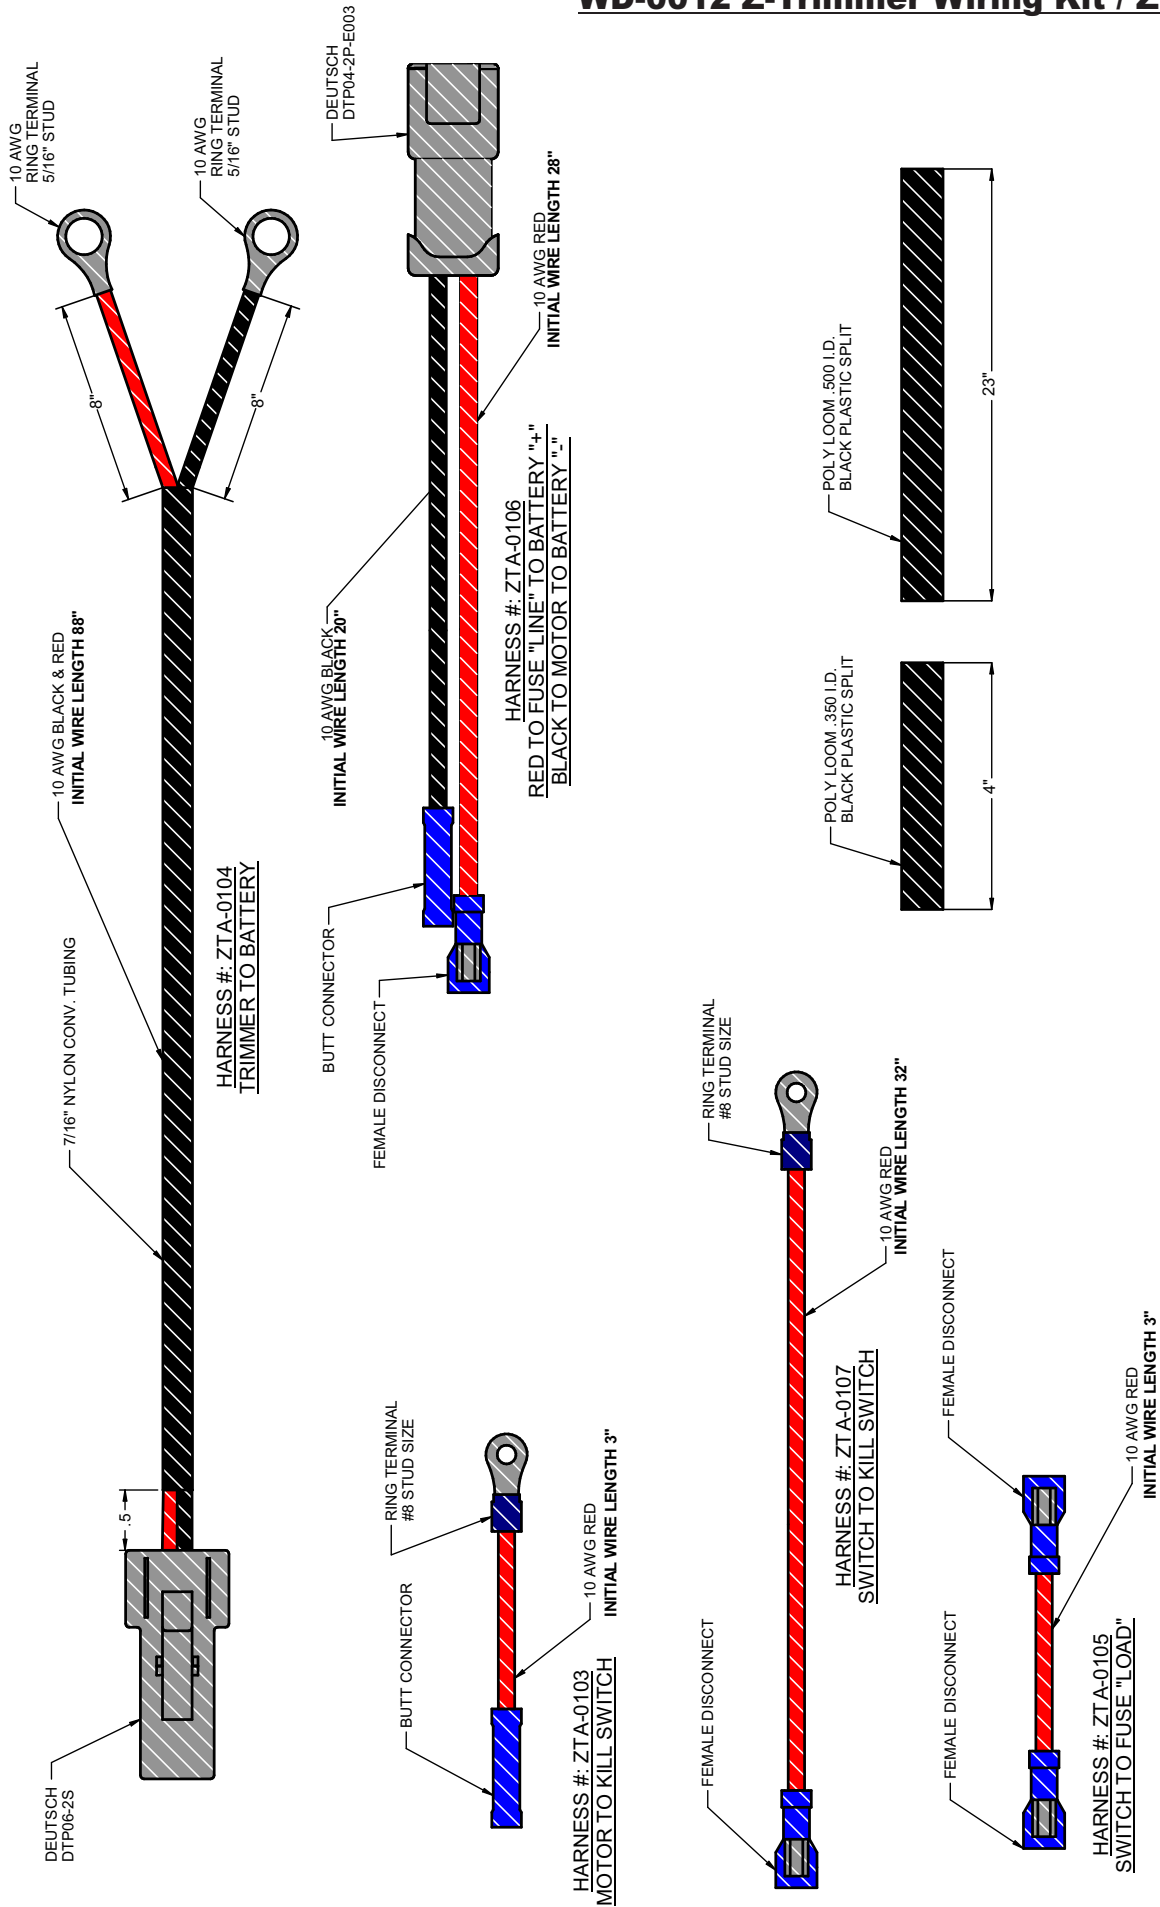 10 AWG
RING TERMINAL
5/16" STUD
10 AWG
RING TERMINAL
5/16" STUD
8"
8"
10 AWG BLACK & RED
INITIAL WIRE LENGTH 88"
7/16" NYLON CONV. TUBING
.5
DEUTSCH
DTP06-2S
HARNESS #: ZTA-0104
TRIMMER TO BATTERY
DEUTSCH
DTP04-2P-E003
10 AWG RED
INITIAL WIRE LENGTH 28"
10 AWG BLACK
INITIAL WIRE LENGTH 20"
BUTT CONNECTOR
FEMALE DISCONNECT
HARNESS #: ZTA-0106
RED TO FUSE "LINE" TO BATTERY "+"
BLACK TO MOTOR TO BATTERY "-"
RING TERMINAL
#8 STUD SIZE
BUTT CONNECTOR
10 AWG RED
INITIAL WIRE LENGTH 3"
HARNESS #: ZTA-0103
MOTOR TO KILL SWITCH
RING TERMINAL
#8 STUD SIZE
10 AWG RED
INITIAL WIRE LENGTH 32"
FEMALE DISCONNECT
HARNESS #: ZTA-0107
SWITCH TO KILL SWITCH
FEMALE DISCONNECT
FEMALE DISCONNECT
10 AWG RED
INITIAL WIRE LENGTH 3"
HARNESS #: ZTA-0105
SWITCH TO FUSE "LOAD"
POLY LOOM .350 I.D.
BLACK PLASTIC SPLIT
4"
POLY LOOM .500 I.D.
BLACK PLASTIC SPLIT
23"
Z-Trimmer Wiring Kit /